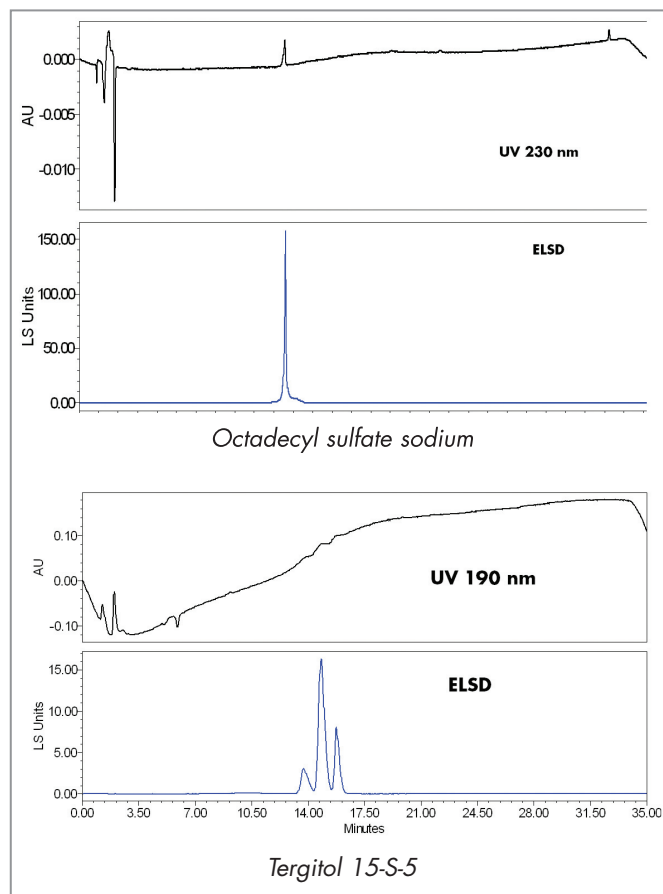 0.000
-0.005
-0.010
AU
UV 230 nm
150.00
100.00
50.00
0.00
LS Units
ELSD
Octadecyl sulfate sodium
0.10
0.00
-0.10
AU
UV 190 nm
15.00
10.00
5.00
0.00
LS Units
ELSD
0.00 3.50 7.00 10.50 14.00 17.50 21.00 24.50 28.00 31.50 35.00
Minutes
Tergitol 15-S-5